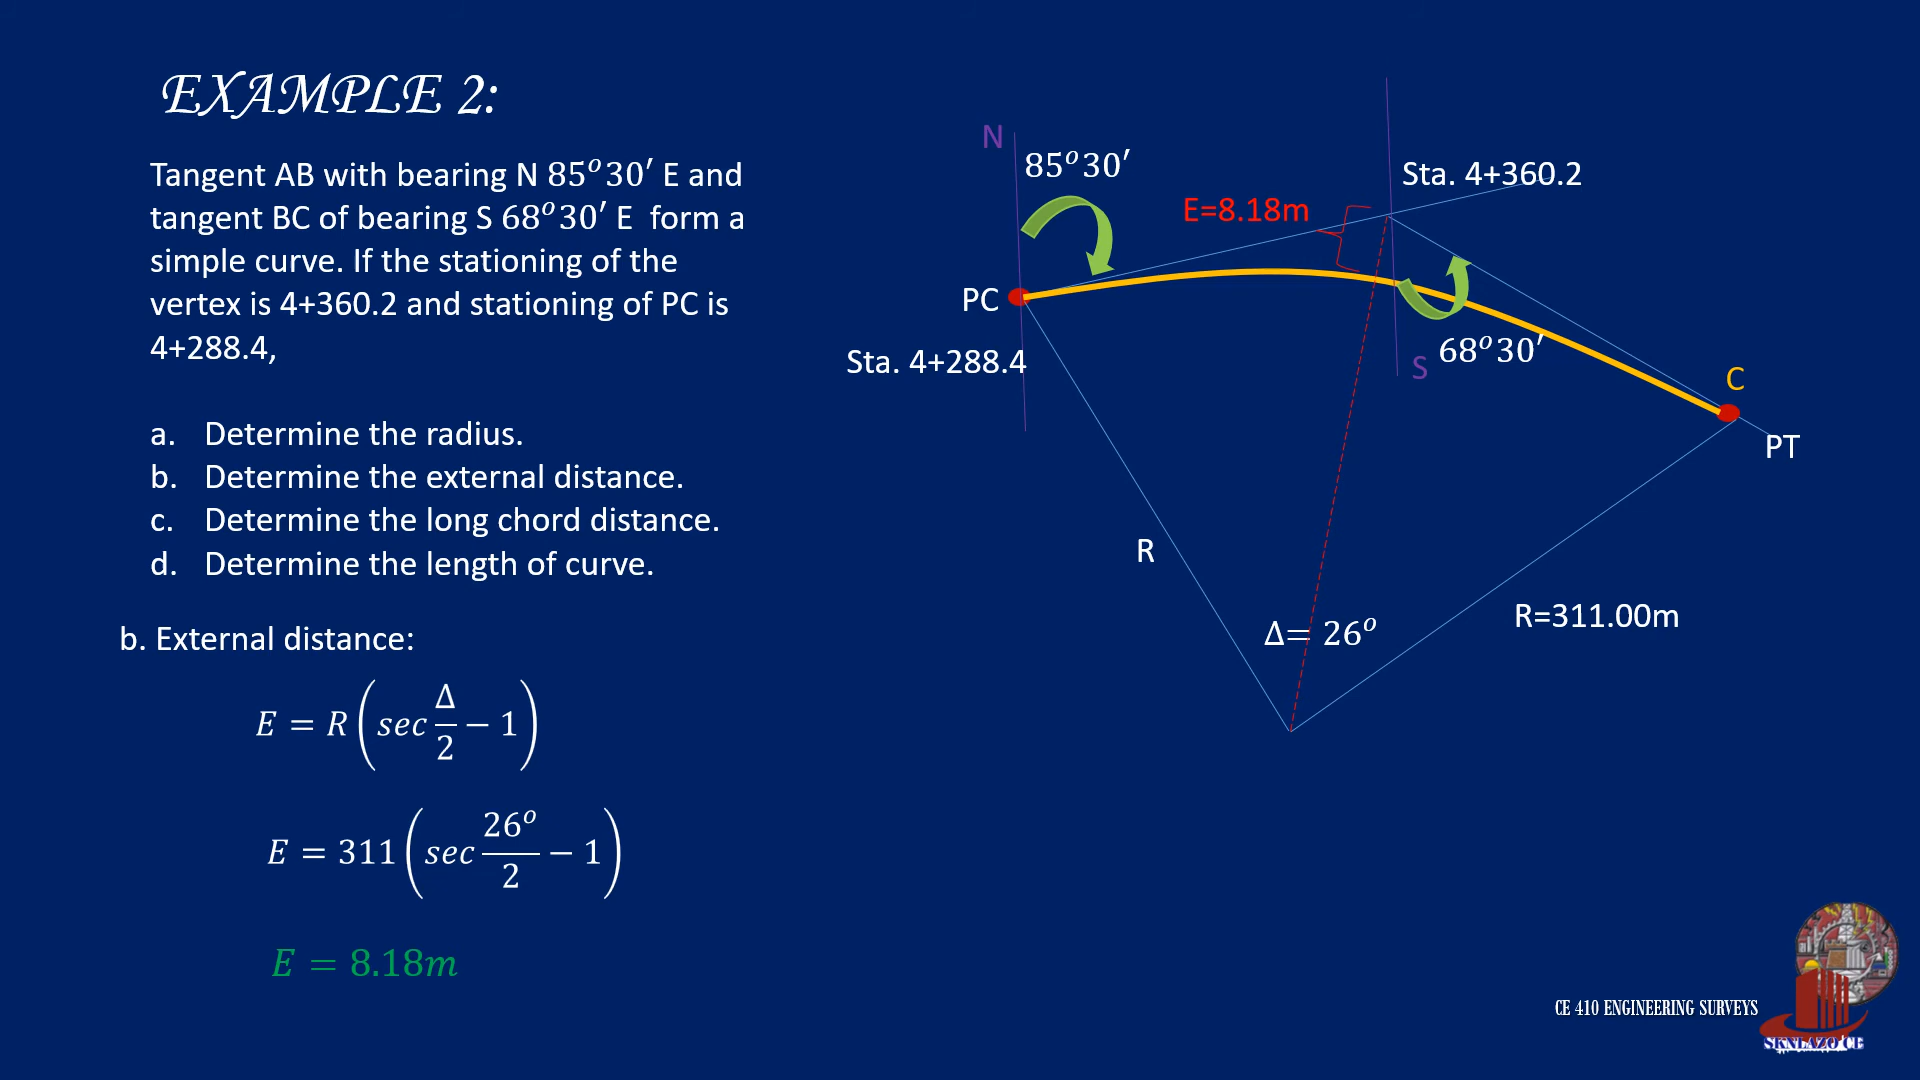 EXAMPLE 2:
Tangent AB with bearing N 85°30′ E and
tangent BC of bearing S 68°30′ E form a
simple curve. If the stationing of the
vertex is 4+360.2 and stationing of PC is
4+288.4,
a. Determine the radius.
b. Determine the external distance.
c. Determine the long chord distance.
d. Determine the length of curve.
b. External distance:
E = R(sec Δ/2 − 1)
E = 311(sec 26°/2 − 1)
E = 8.18m
N
85°30′
Sta. 4+360.2
E=8.18m
PC
Sta. 4+288.4
68°30′
S
C
PT
R
R=311.00m
Δ= 26°
CE 410 ENGINEERING SURVEYS
SKNLAZO CE